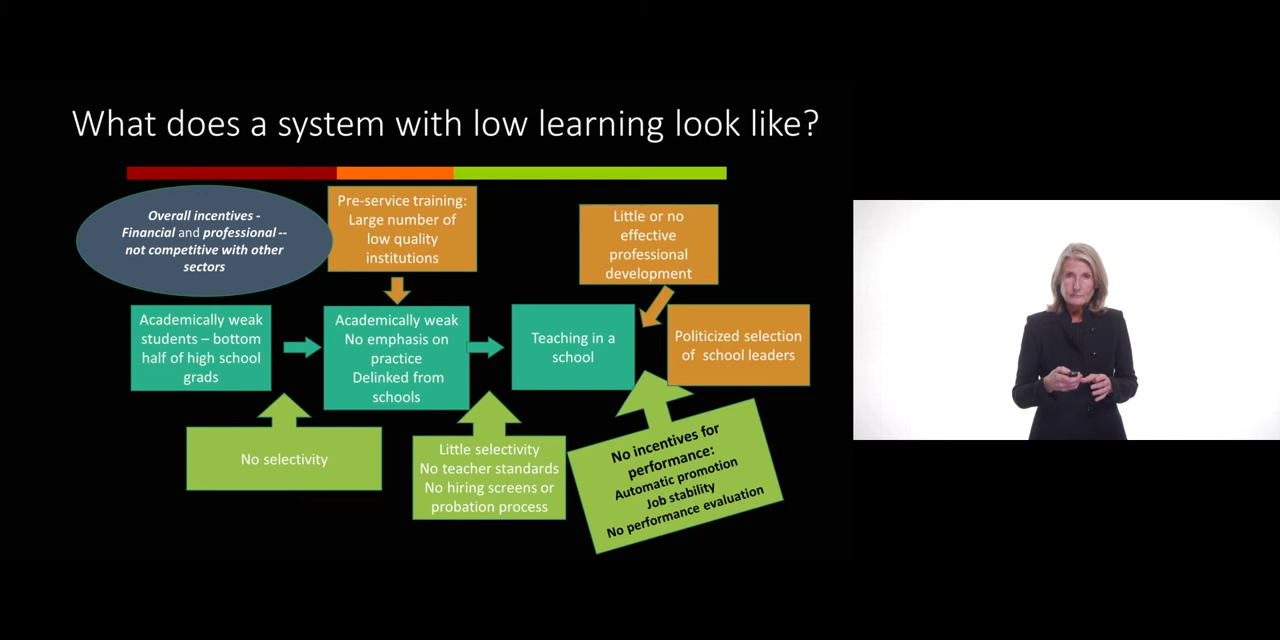 What does a system with low learning look like?
Overall incentives -
Financial and professional --
not competitive with other
sectors
Pre-service training:
Large number of
low quality
institutions
Little or no
effective
professional
development
Academically weak
students – bottom
half of high school
grads
Academically weak
No emphasis on
practice
Delinked from
schools
Teaching in a
school
Politicized selection
of school leaders
No selectivity
Little selectivity
No teacher standards
No hiring screens or
probation process
No incentives for
performance:
Automatic promotion
Job stability
No performance evaluation